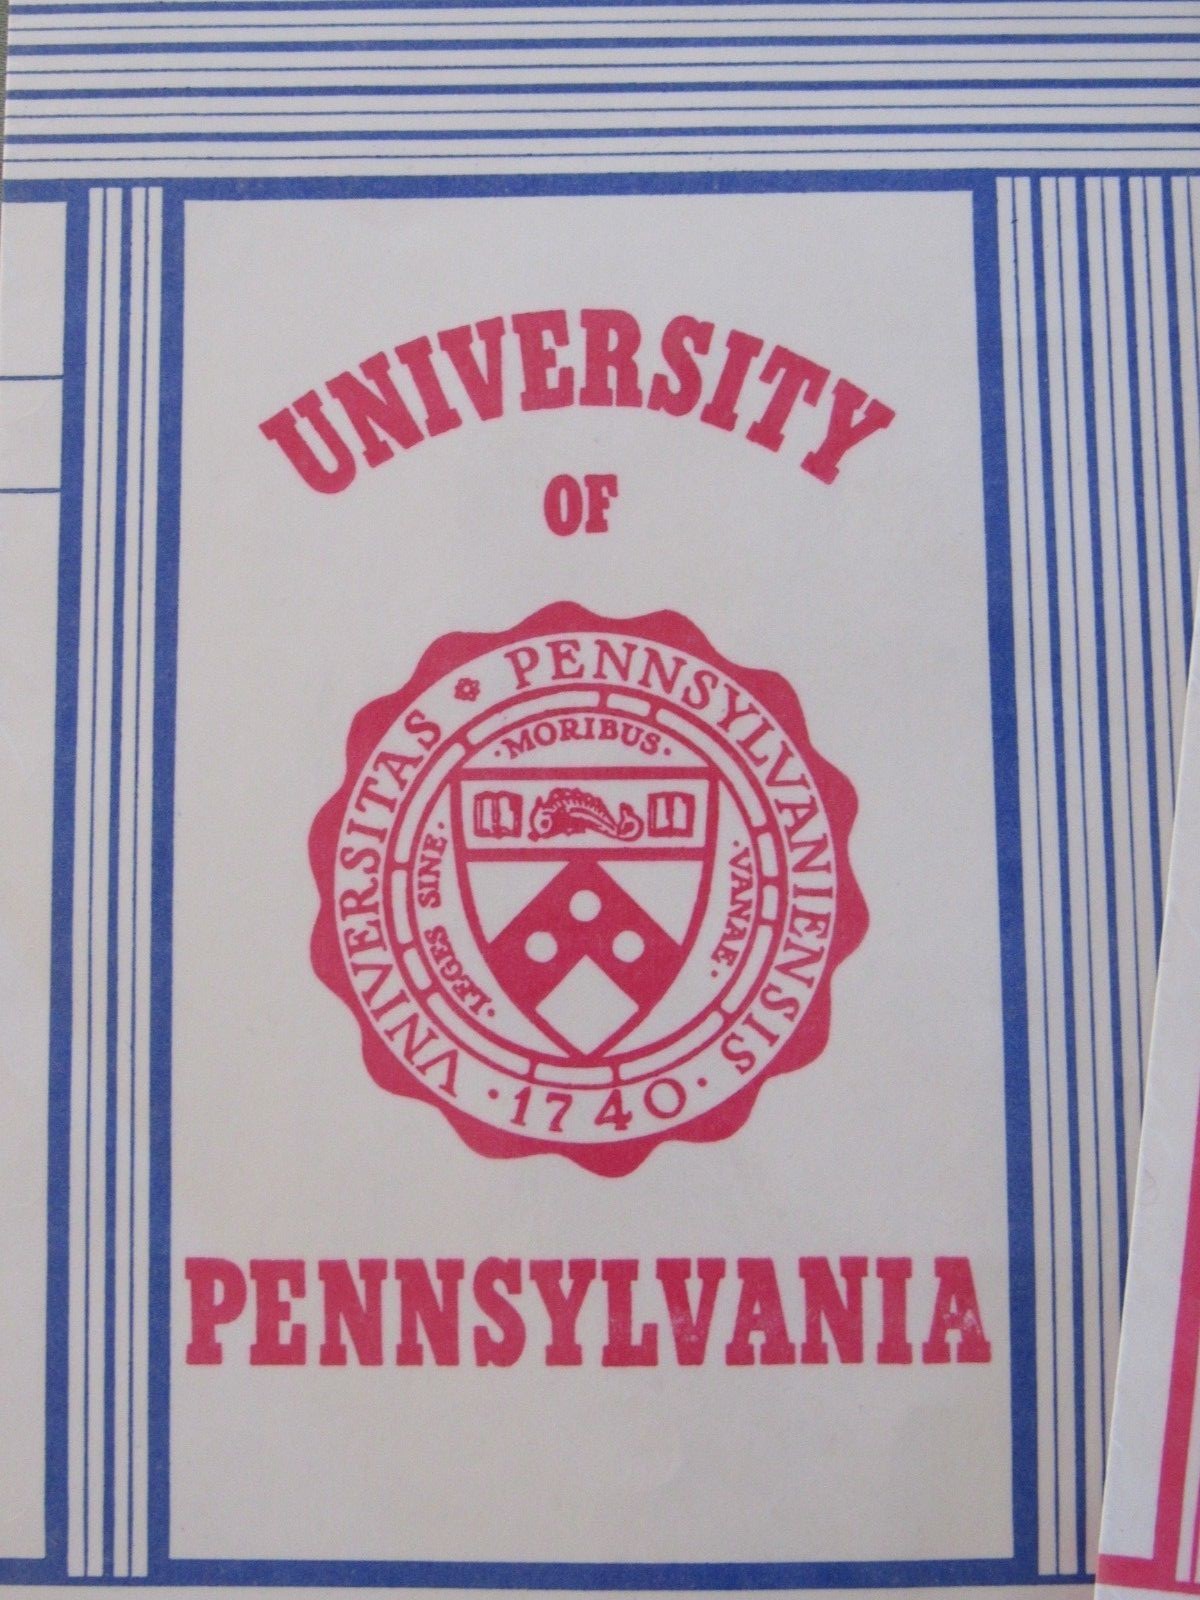 UNIVERSITY
OF
VNIVERSITAS * PENNSYLVANIENSIS
·LEGES SINE· ·MORIBUS· ·VANAE·
·1740·
PENNSYLVANIA